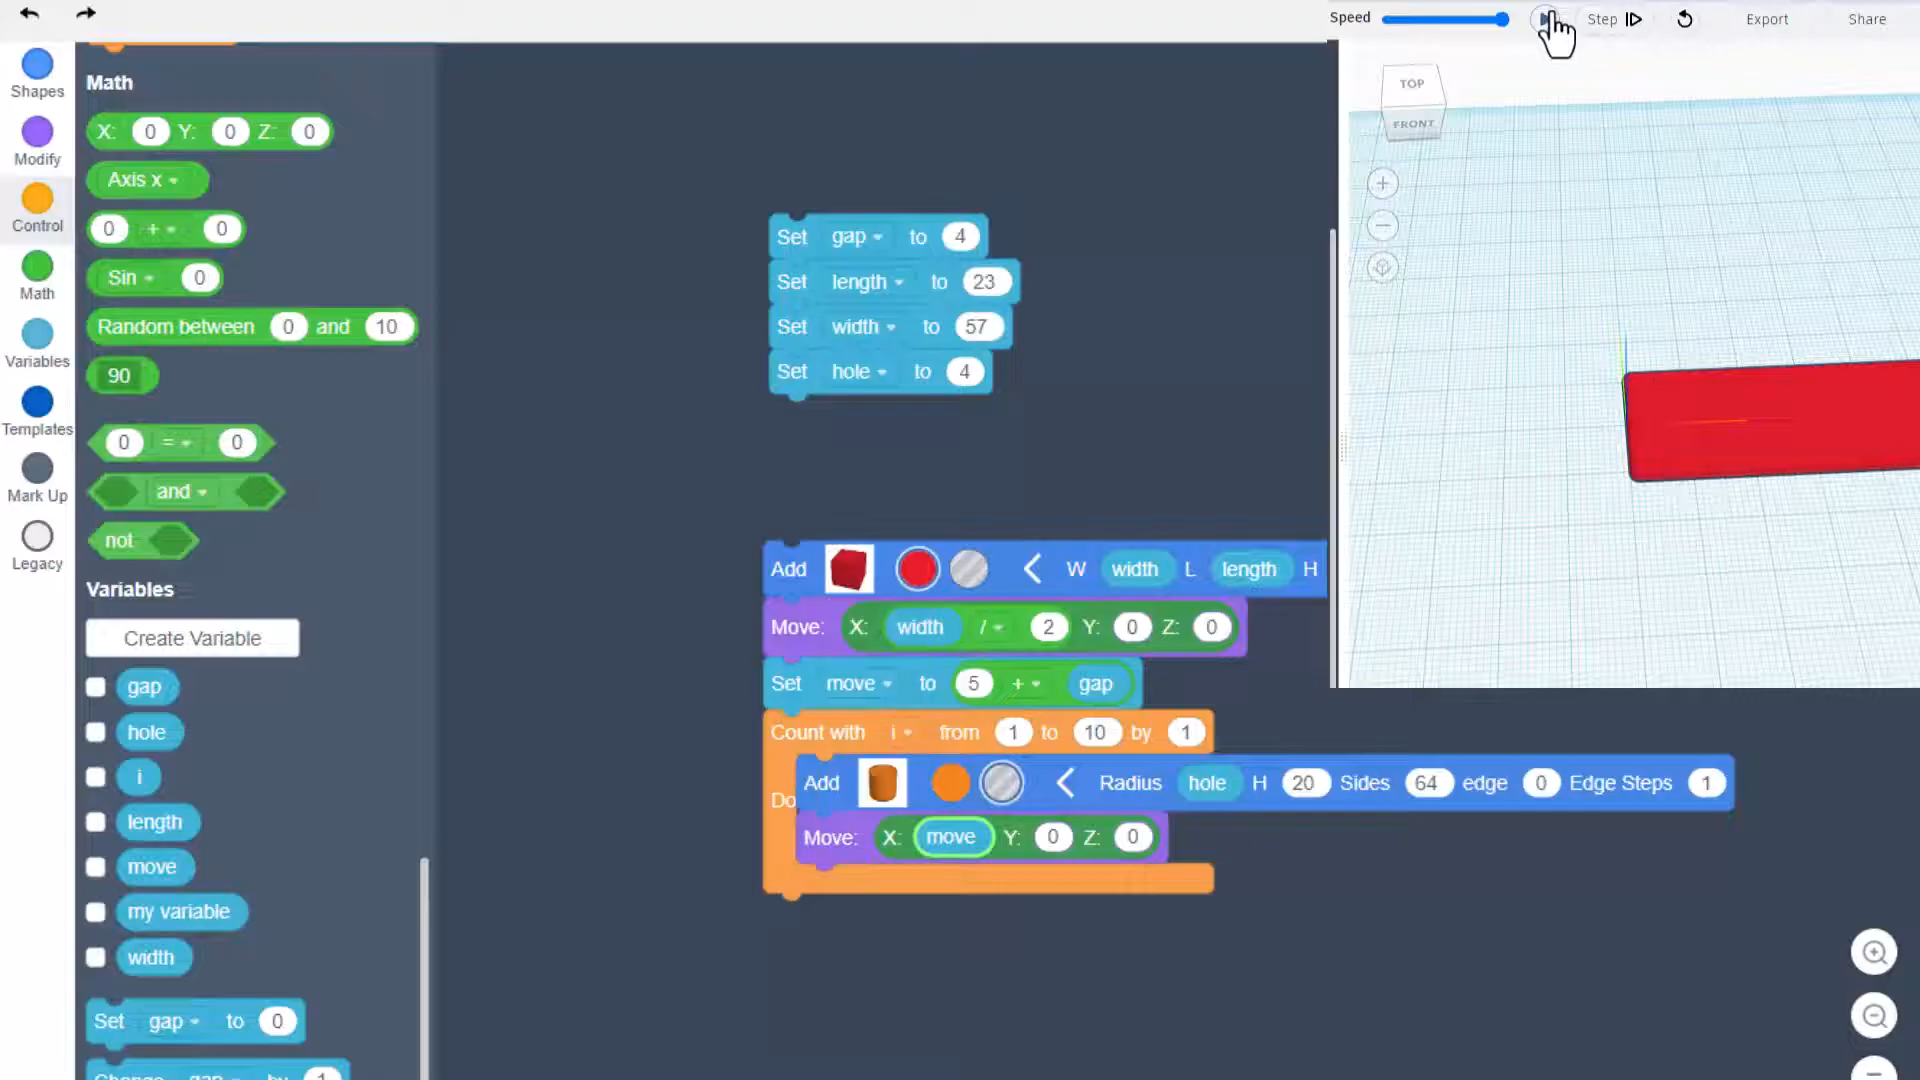 Speed Step Export Share
Shapes
Modify
Control
Math
Variables
Templates
Mark Up
Legacy
Math
X: 0 Y: 0 Z: 0
Axis x
0 + 0
Sin 0
Random between 0 and 10
90
0 = 0
and
not
Variables
Create Variable
gap
hole
i
length
move
my variable
width
Set gap to 0
Change gap by 1
Set gap to 4
Set length to 23
Set width to 57
Set hole to 4
Add W width L length H
Move: X: width / 2 Y: 0 Z: 0
Set move to 5 + gap
Count with i from 1 to 10 by 1
Do
Add Radius hole H 20 Sides 64 edge 0 Edge Steps 1
Move: X: move Y: 0 Z: 0
TOP
FRONT